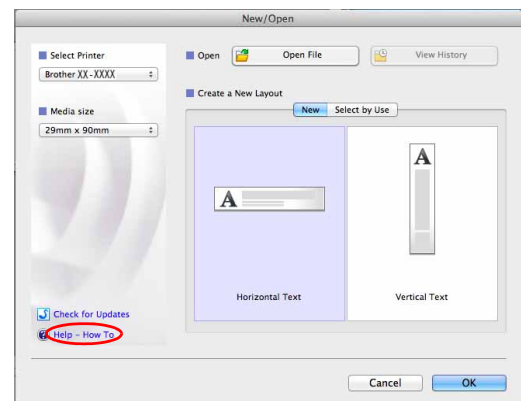 New/Open
Select Printer
Brother XX-XXXX
Media size
29mm x 90mm
Check for Updates
Help - How To
Open
Open File
View History
Create a New Layout
New
Select by Use
A
Horizontal Text
A
Vertical Text
Cancel
OK